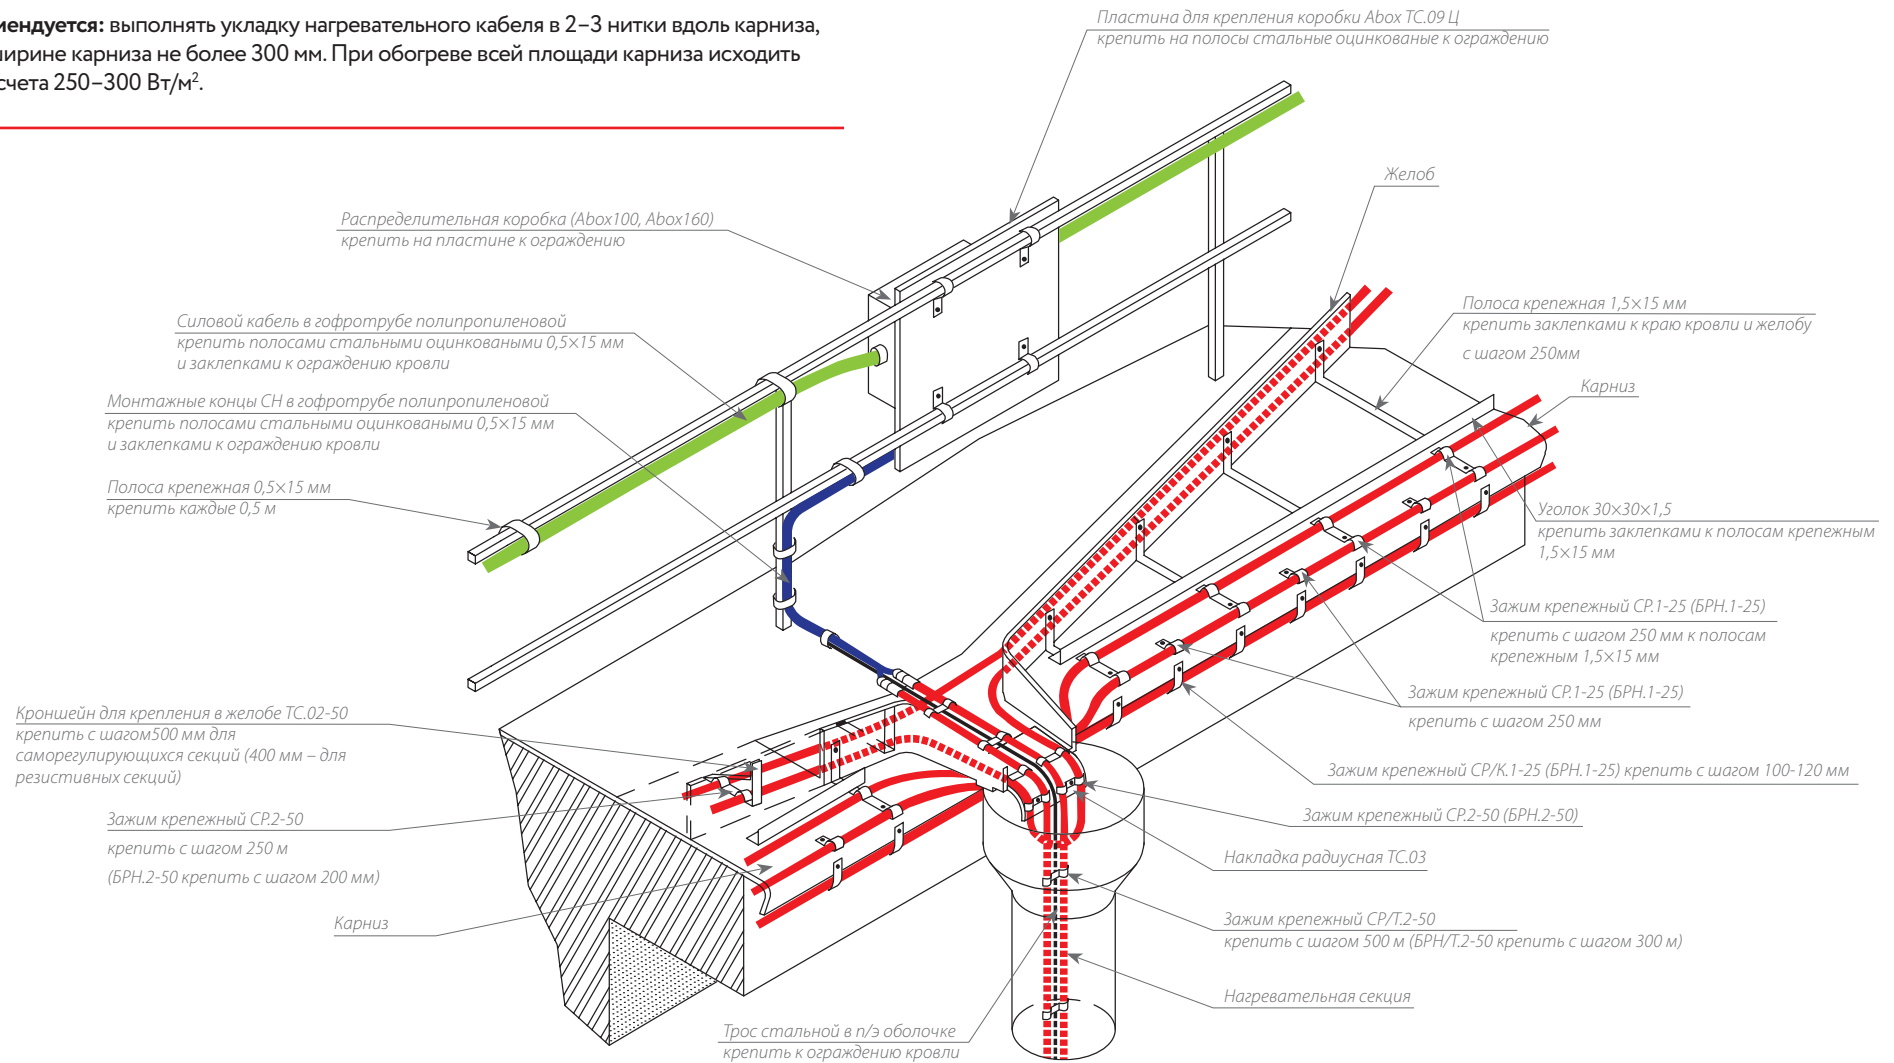 мендуется: выполнять укладку нагревательного кабеля в 2–3 нитки вдоль карниза,
ширине карниза не более 300 мм. При обогреве всей площади карниза исходить
счета 250–300 Вт/м².
Пластина для крепления коробки Abox ТС.09 Ц
крепить на полосы стальные оцинкованые к ограждению
Желоб
Распределительная коробка (Abox100, Abox160)
крепить на пластине к ограждению
Полоса крепежная 1,5×15 мм
крепить заклепками к краю кровли и желобу
с шагом 250мм
Силовой кабель в гофротрубе полипропиленовой
крепить полосами стальными оцинковаными 0,5×15 мм
и заклепками к ограждению кровли
Карниз
Монтажные концы СН в гофротрубе полипропиленовой
крепить полосами стальными оцинковаными 0,5×15 мм
и заклепками к ограждению кровли
Полоса крепежная 0,5×15 мм
крепить каждые 0,5 м
Уголок 30×30×1,5
крепить заклепками к полосам крепежным
1,5×15 мм
Зажим крепежный СР.1-25 (БРН.1-25)
крепить с шагом 250 мм к полосам
крепежным 1,5×15 мм
Зажим крепежный СР.1-25 (БРН.1-25)
крепить с шагом 250 мм
Кроншейн для крепления в желобе ТС.02-50
крепить с шагом500 мм для
саморегулирующихся секций (400 мм – для
резистивных секций)
Зажим крепежный СР/К.1-25 (БРН.1-25) крепить с шагом 100-120 мм
Зажим крепежный СР.2-50
крепить с шагом 250 м
(БРН.2-50 крепить с шагом 200 мм)
Зажим крепежный СР.2-50 (БРН.2-50)
Накладка радиусная ТС.03
Карниз
Зажим крепежный СР/Т.2-50
крепить с шагом 500 м (БРН/Т.2-50 крепить с шагом 300 м)
Нагревательная секция
Трос стальной в п/э оболочке
крепить к ограждению кровли